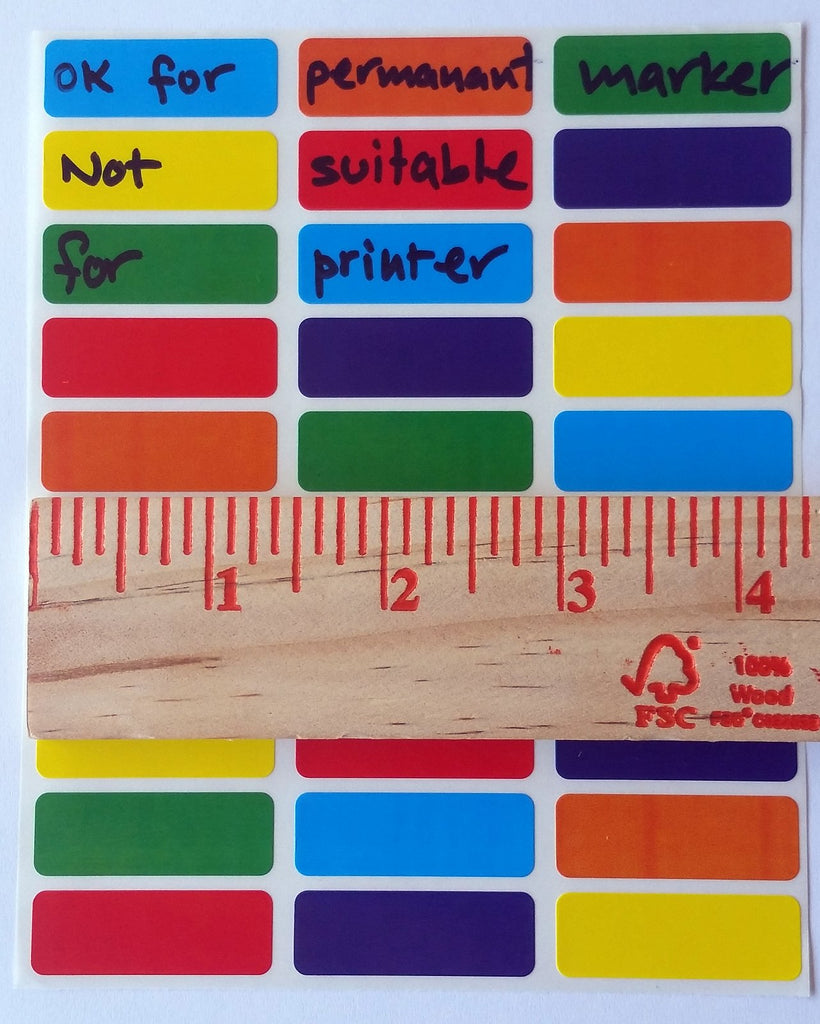 OK for permanant marker
Not suitable
for printer
1 2 3 4
100%
Wood
FSC